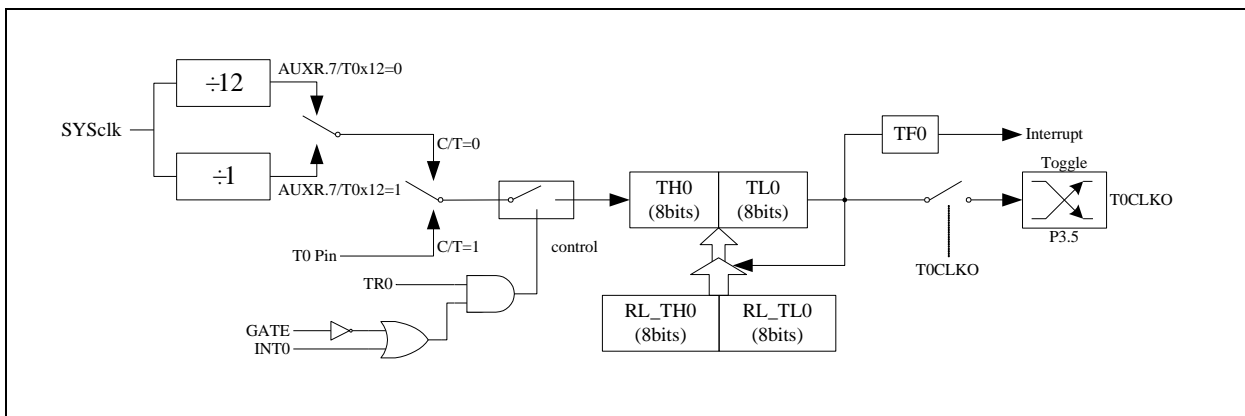 ÷12
AUXR.7/T0x12=0
SYSclk
÷1
AUXR.7/T0x12=1
C/T=0
C/T=1
T0 Pin
control
TR0
GATE
INT0
TH0
(8bits)
TL0
(8bits)
RL_TH0
(8bits)
RL_TL0
(8bits)
TF0
Interrupt
Toggle
T0CLKO
P3.5
T0CLKO